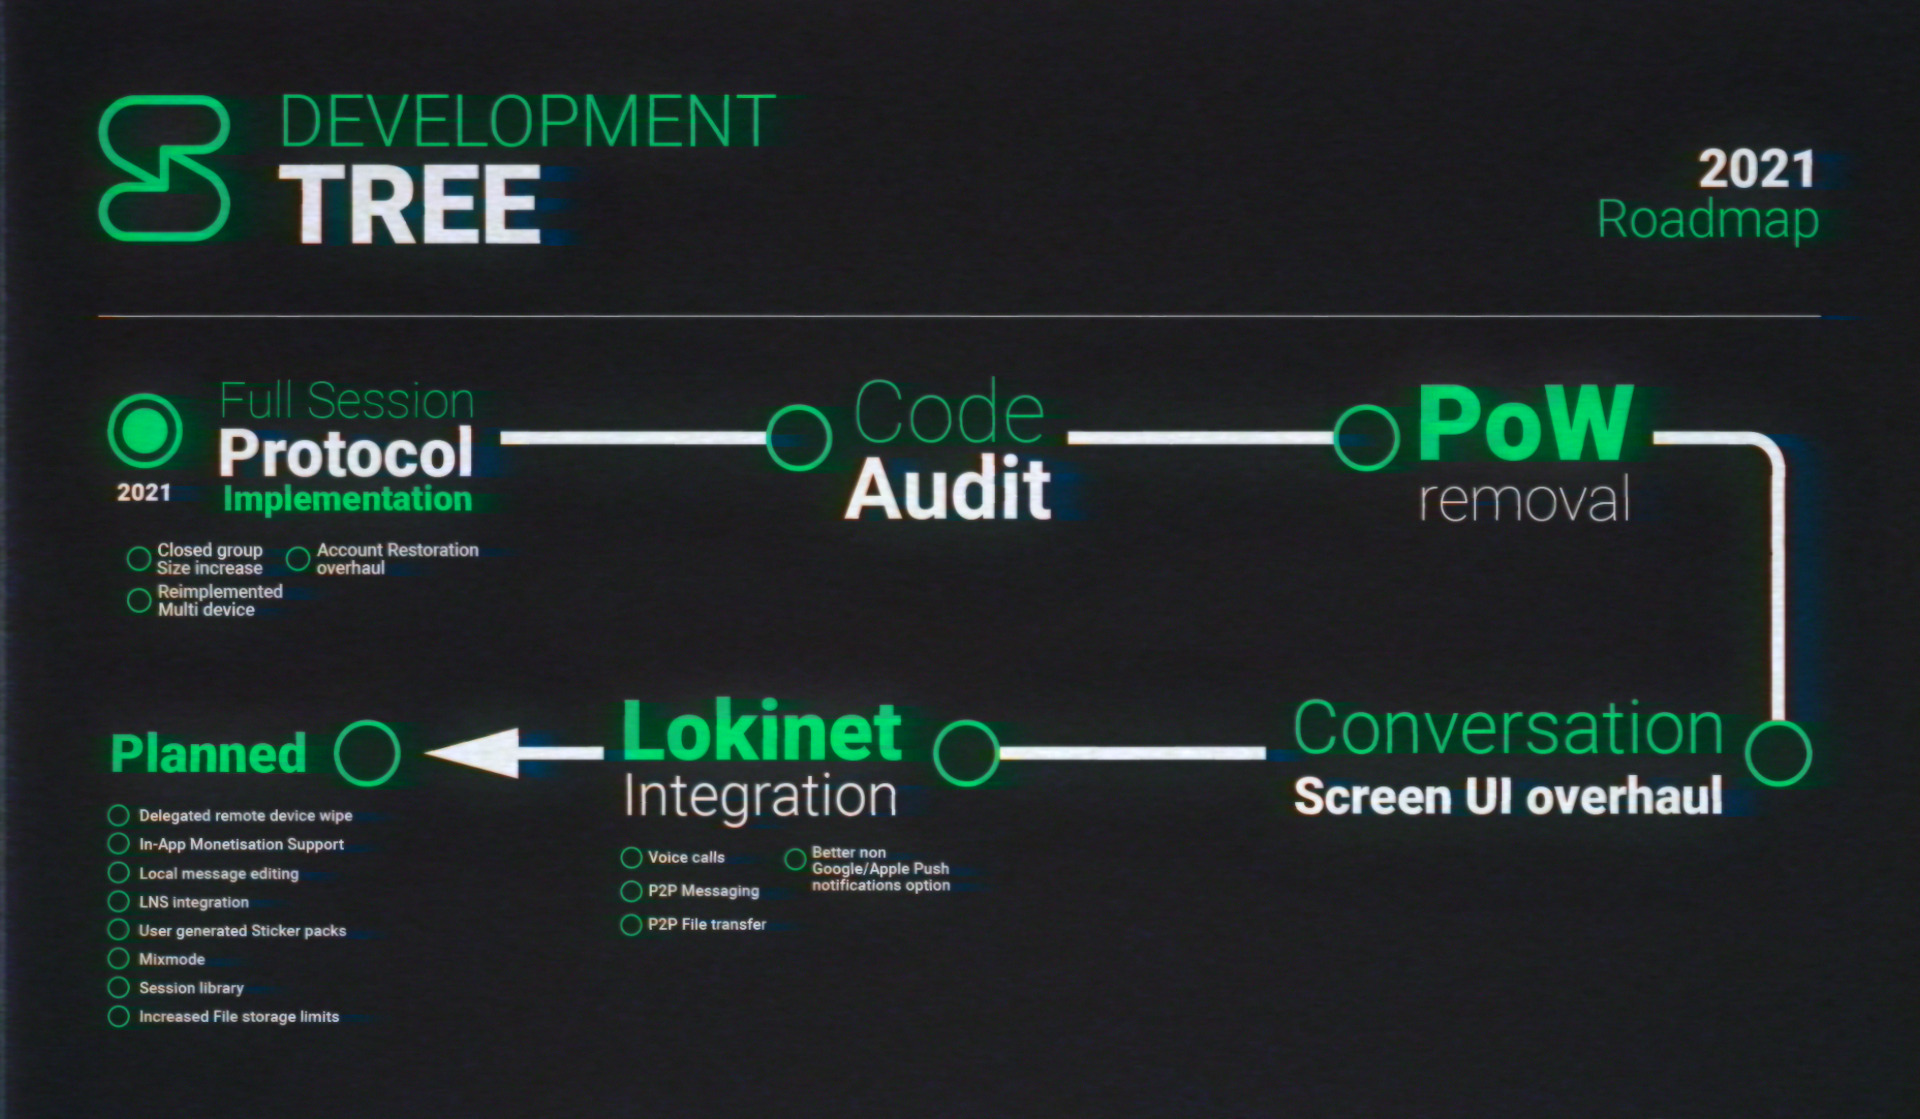 DEVELOPMENT
TREE
2021
Roadmap
Full Session
Protocol
Implementation
2021
Closed group
Size increase
Account Restoration
overhaul
Reimplemented
Multi device
Code
Audit
PoW
removal
Conversation
Screen UI overhaul
Lokinet
Integration
Voice calls
P2P Messaging
P2P File transfer
Better non
Google/Apple Push
notifications option
Planned
Delegated remote device wipe
In-App Monetisation Support
Local message editing
LNS integration
User generated Sticker packs
Mixmode
Session library
Increased File storage limits